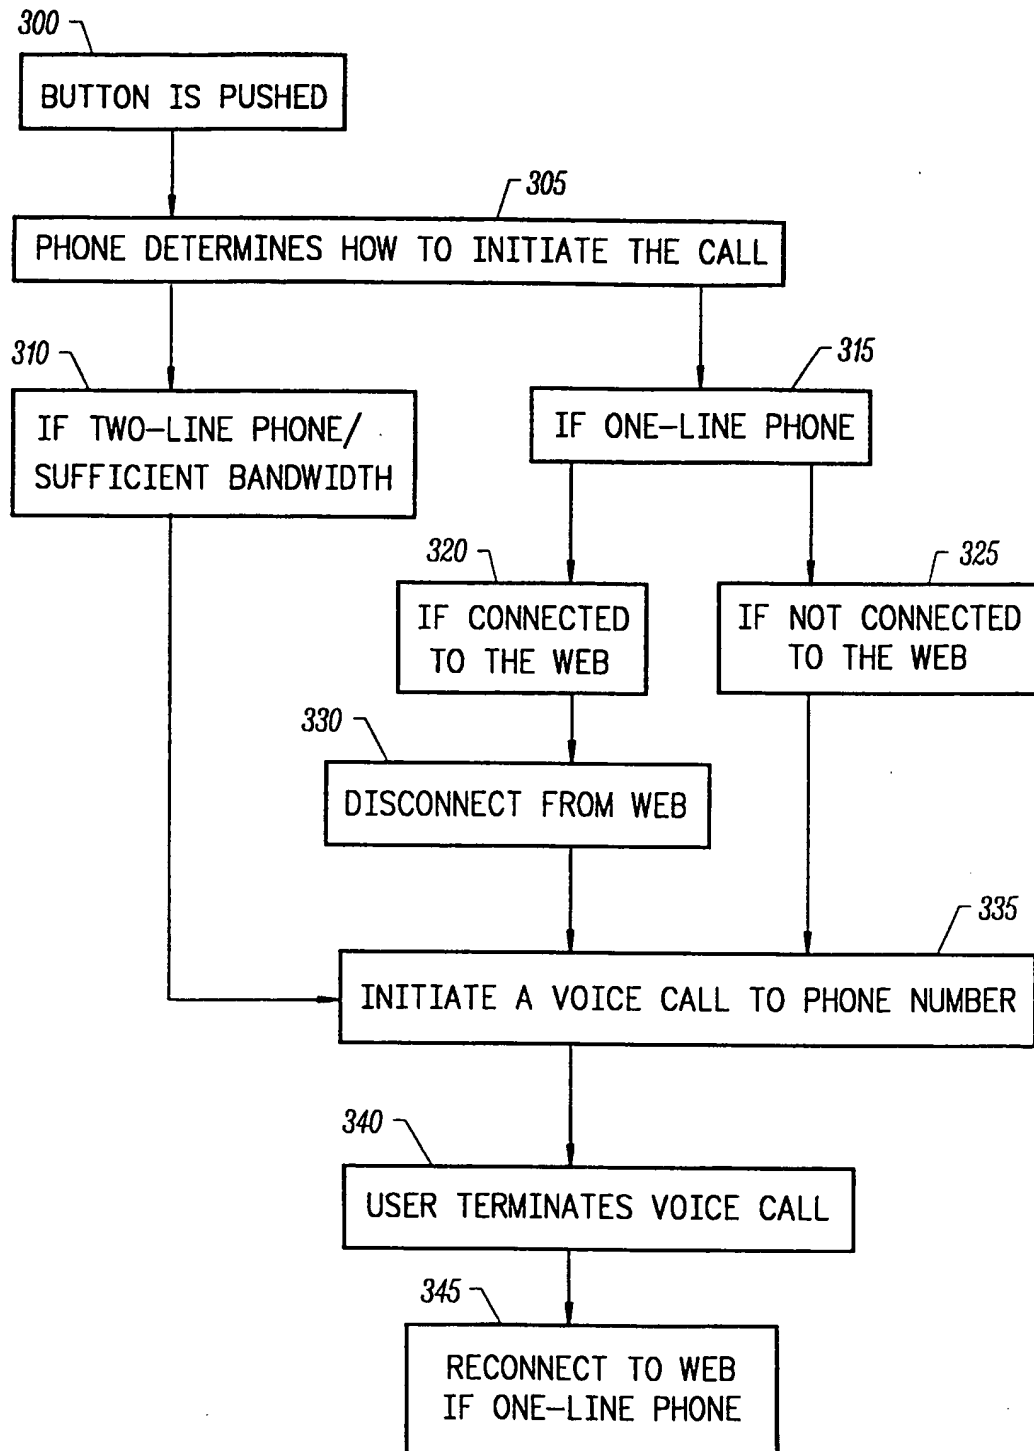 300
BUTTON IS PUSHED
305
PHONE DETERMINES HOW TO INITIATE THE CALL
310
IF TWO-LINE PHONE/
SUFFICIENT BANDWIDTH
315
IF ONE-LINE PHONE
320
IF CONNECTED
TO THE WEB
325
IF NOT CONNECTED
TO THE WEB
330
DISCONNECT FROM WEB
335
INITIATE A VOICE CALL TO PHONE NUMBER
340
USER TERMINATES VOICE CALL
345
RECONNECT TO WEB
IF ONE-LINE PHONE